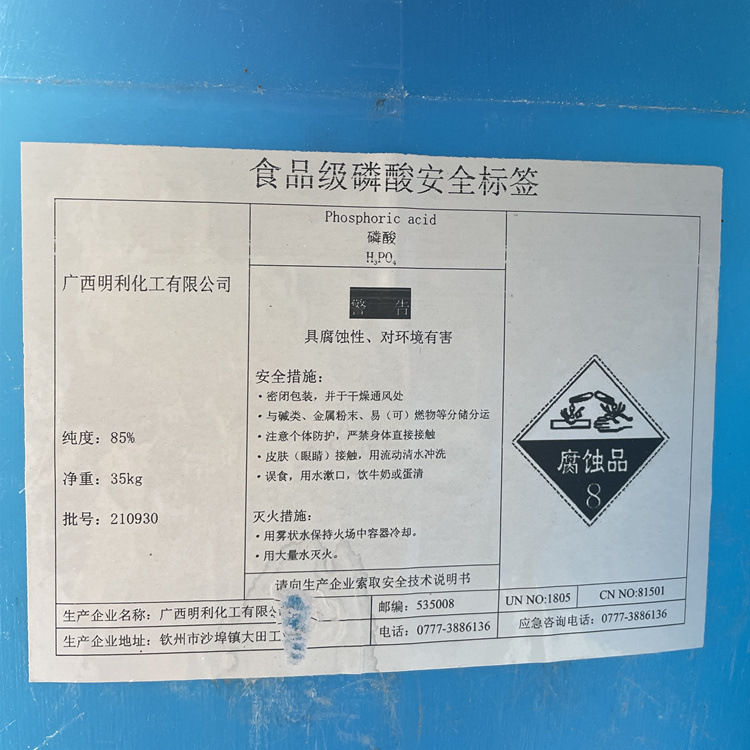 食品级磷酸安全标签
Phosphoric acid
磷酸
H₃PO₄
广西明利化工有限公司
纯度：85%
净重：35kg
批号：210930
警 告
具腐蚀性、对环境有害
安全措施：
·密闭包装，并于干燥通风处
·与碱类、金属粉末、易（可）燃物等分储分运
·注意个体防护，严禁身体直接接触
·皮肤（眼睛）接触，用流动清水冲洗
·误食，用水漱口，饮牛奶或蛋清
灭火措施：
·用雾状水保持火场中容器冷却。
·用大量水灭火。
请向生产企业索取安全技术说明书
腐蚀品
8
生产企业名称：广西明利化工有限
邮编：535008
UN NO:1805
CN NO:81501
生产企业地址：钦州市沙埠镇大田工
电话：0777-3886136
应急咨询电话：0777-3886136